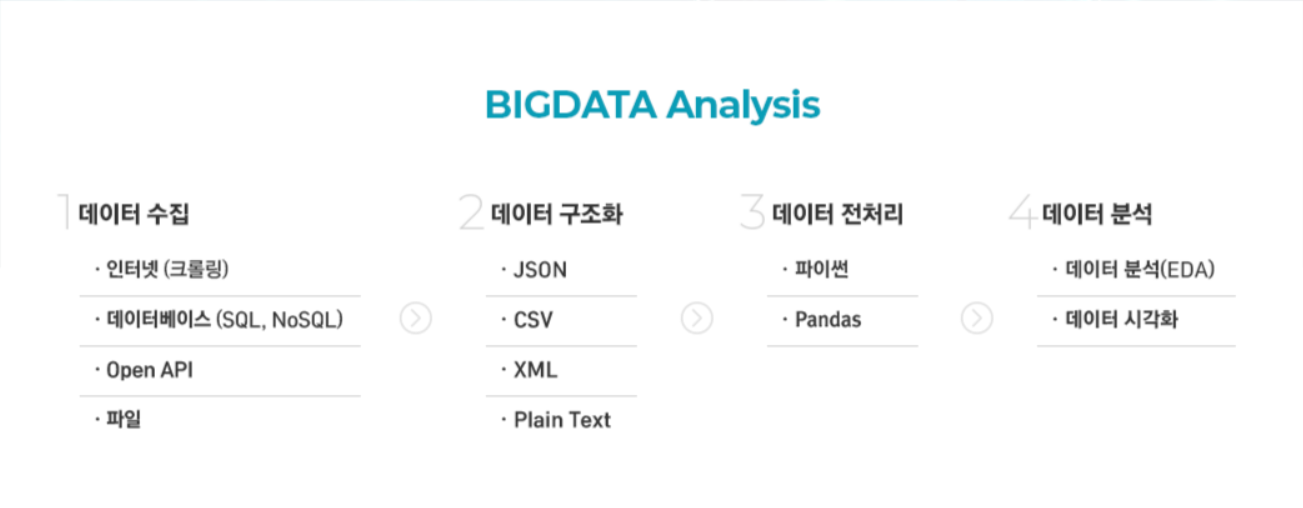 BIGDATA Analysis
1 데이터 수집
· 인터넷 (크롤링)
· 데이터베이스 (SQL, NoSQL)
· Open API
· 파일
2 데이터 구조화
· JSON
· CSV
· XML
· Plain Text
3 데이터 전처리
· 파이썬
· Pandas
4 데이터 분석
· 데이터 분석(EDA)
· 데이터 시각화